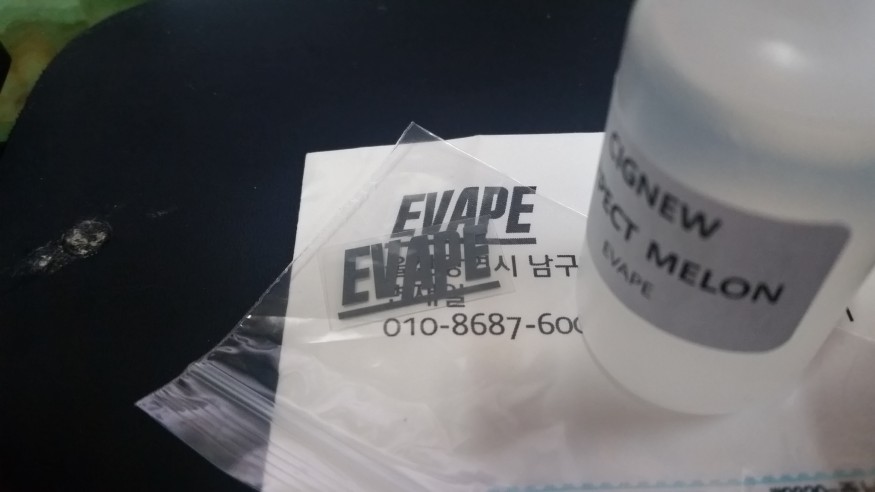 EVAPE
EVAPE
시 남구
010-8687-600
CIGNEW
PECT MELON
EVAPE